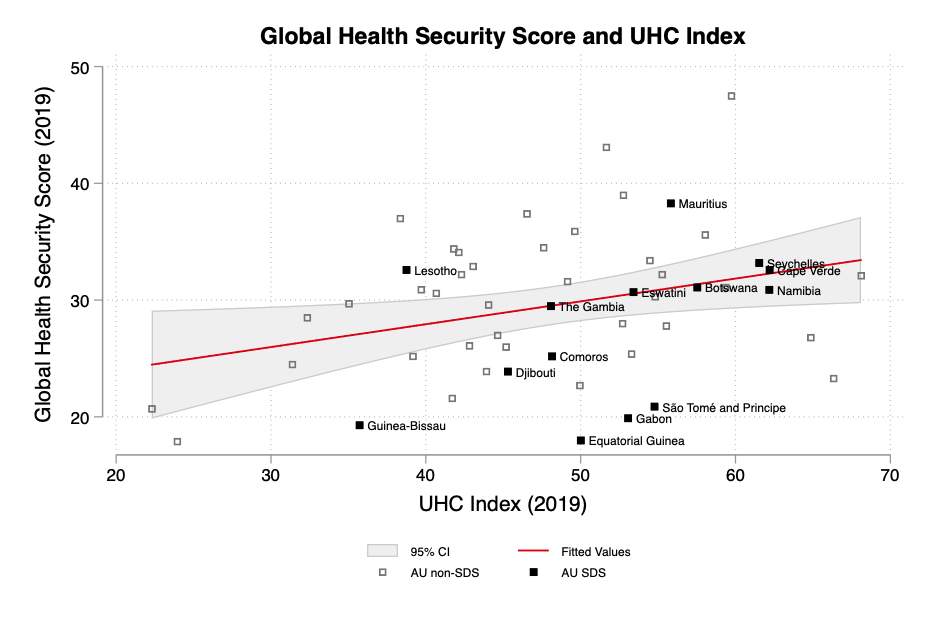 Global Health Security Score and UHC Index
Global Health Security Score (2019)
50
40
30
20
Mauritius
Lesotho
Seychelles
Cape Verde
Eswatini
Botswana
Namibia
The Gambia
Comoros
Djibouti
São Tomé and Principe
Guinea-Bissau
Gabon
Equatorial Guinea
20 30 40 50 60 70
UHC Index (2019)
95% CI Fitted Values
AU non-SDS AU SDS